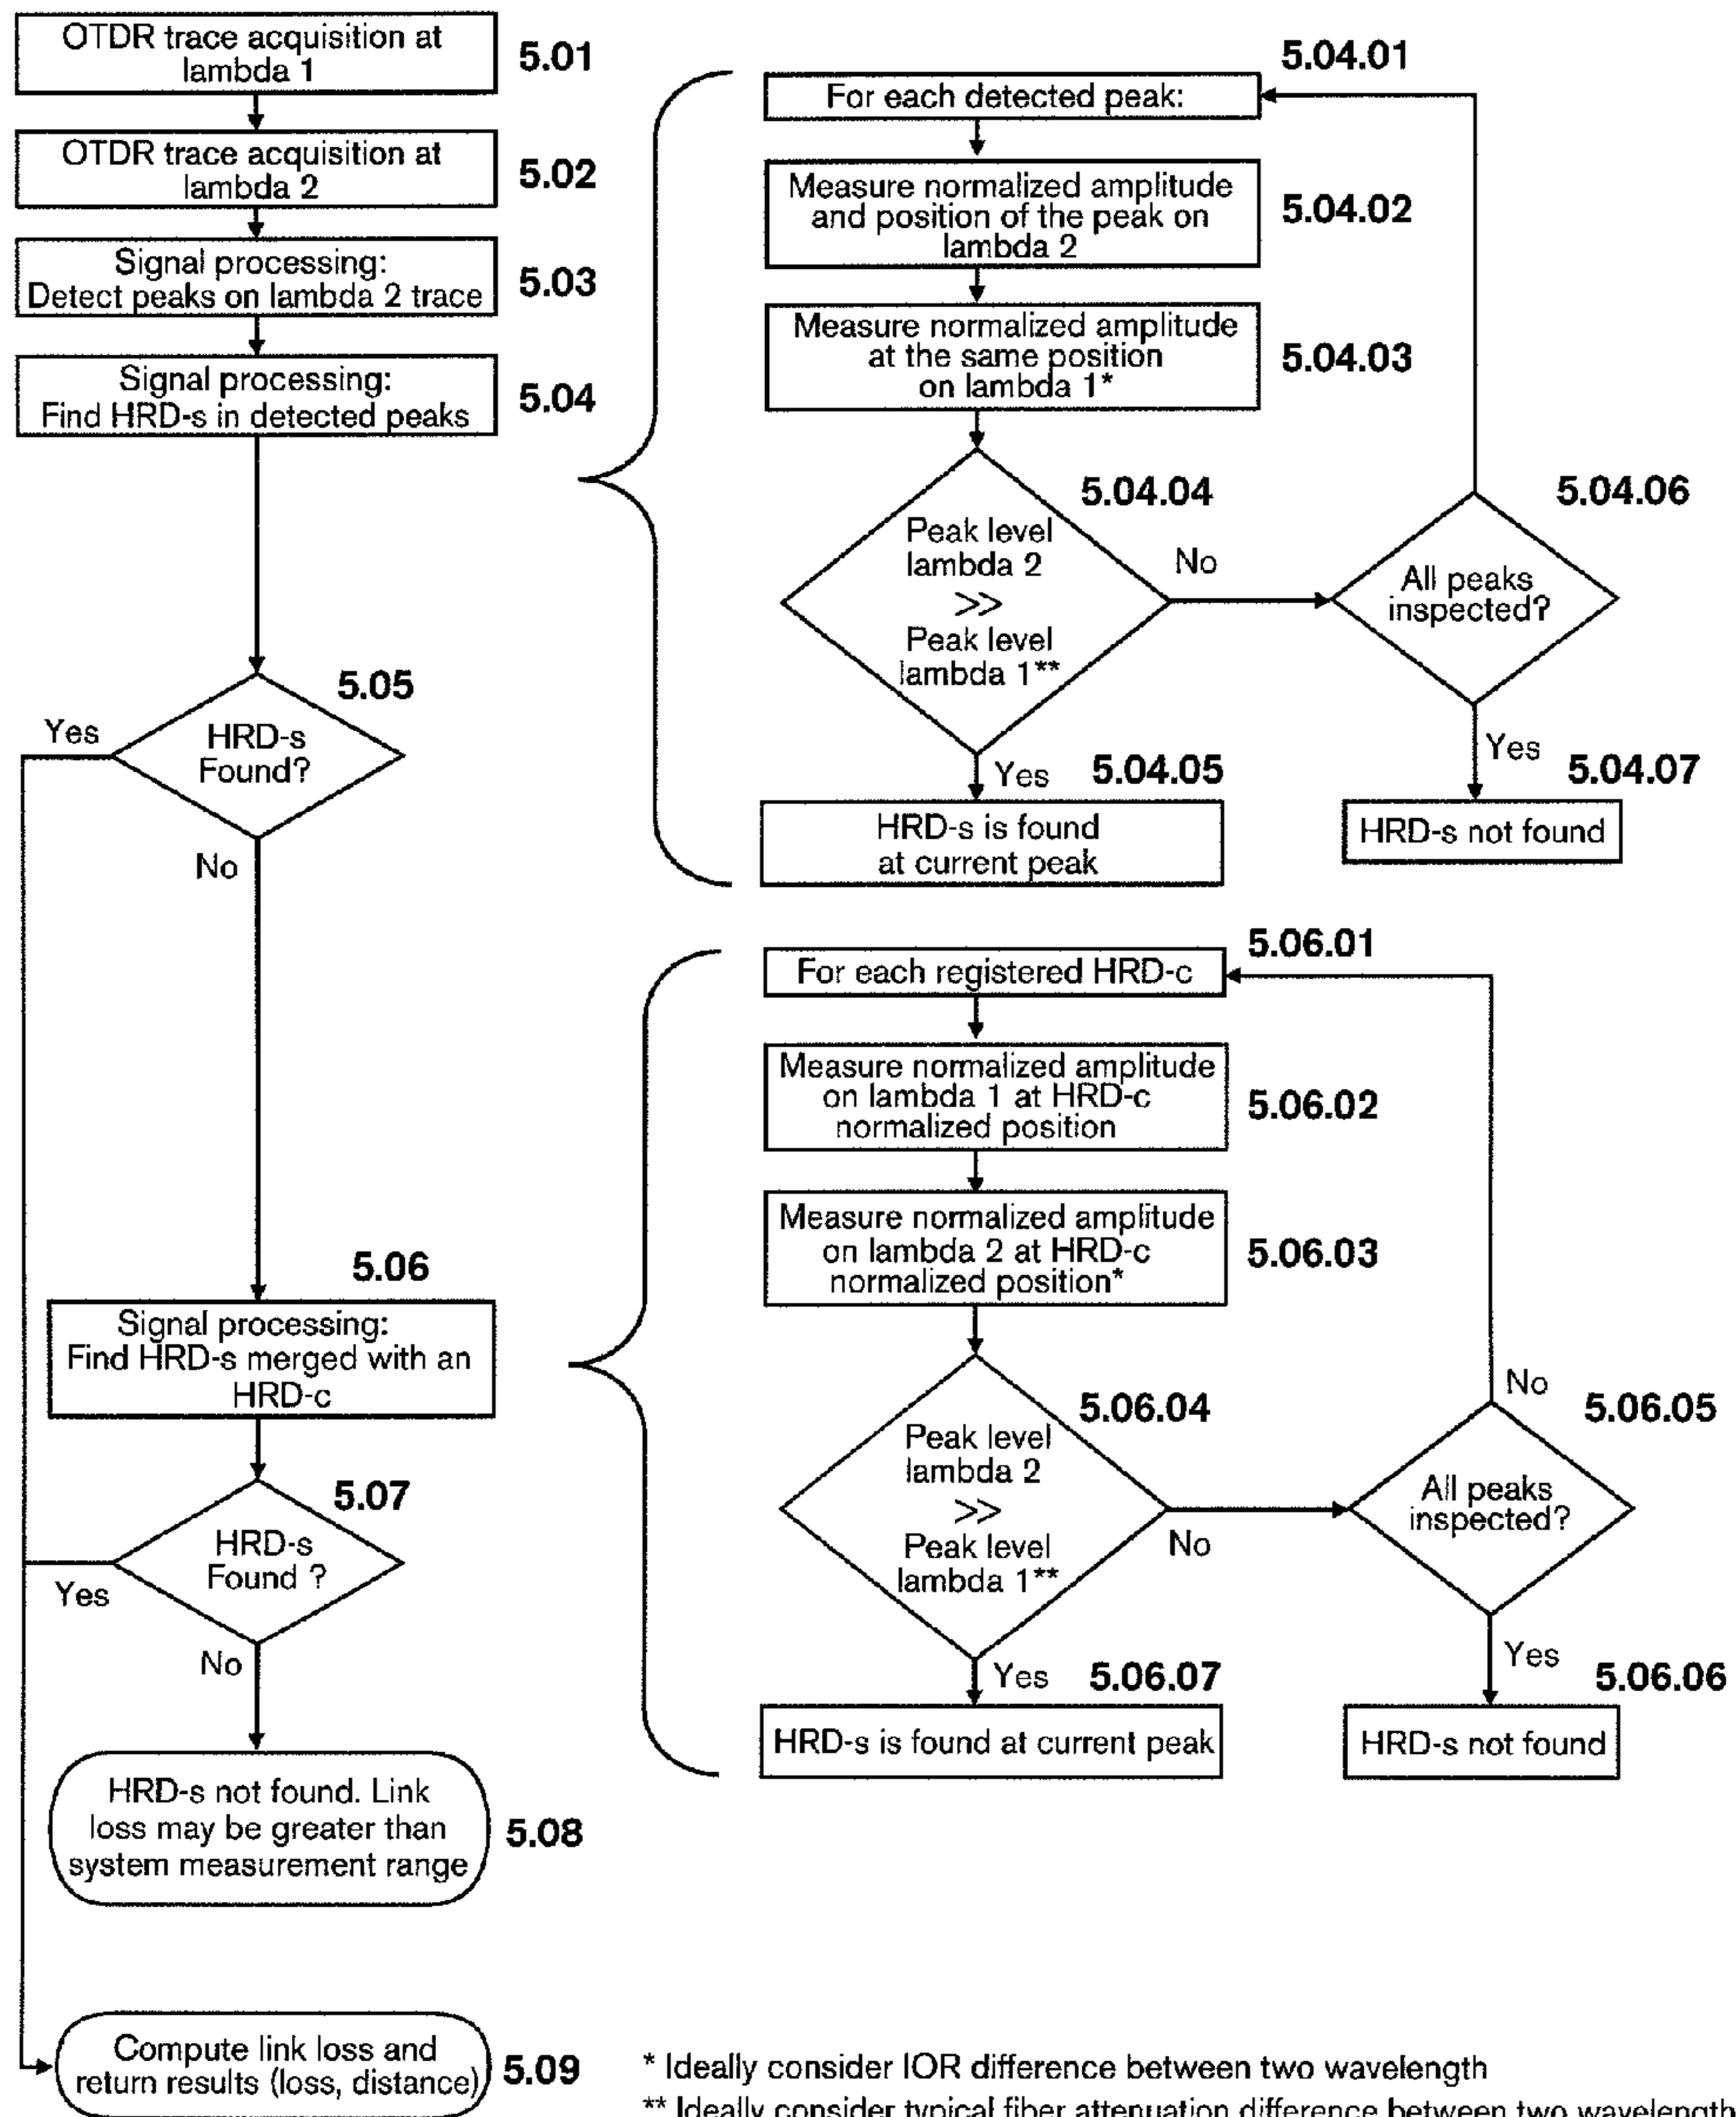 OTDR trace acquisition at
lambda 1
5.01
OTDR trace acquisition at
lambda 2
5.02
Signal processing:
Detect peaks on lambda 2 trace
5.03
Signal processing:
Find HRD-s in detected peaks
5.04
5.05
Yes
HRD-s
Found?
No
5.06
Signal processing:
Find HRD-s merged with an
HRD-c
5.07
HRD-s
Found ?
Yes
No
HRD-s not found. Link
loss may be greater than
system measurement range
5.08
Compute link loss and
return results (loss, distance)
5.09
5.04.01
For each detected peak:
Measure normalized amplitude
and position of the peak on
lambda 2
5.04.02
Measure normalized amplitude
at the same position
on lambda 1*
5.04.03
5.04.04
Peak level
lambda 2
>>
Peak level
lambda 1**
No
5.04.06
All peaks
inspected?
Yes
5.04.05
HRD-s is found
at current peak
Yes
5.04.07
HRD-s not found
5.06.01
For each registered HRD-c
Measure normalized amplitude
on lambda 1 at HRD-c
normalized position
5.06.02
Measure normalized amplitude
on lambda 2 at HRD-c
normalized position*
5.06.03
5.06.04
Peak level
lambda 2
>>
Peak level
lambda 1**
No
No
5.06.05
All peaks
inspected?
Yes
5.06.07
HRD-s is found at current peak
Yes
5.06.06
HRD-s not found
* Ideally consider IOR difference between two wavelength
** Ideally consider typical fiber attenuation difference between two wavelength